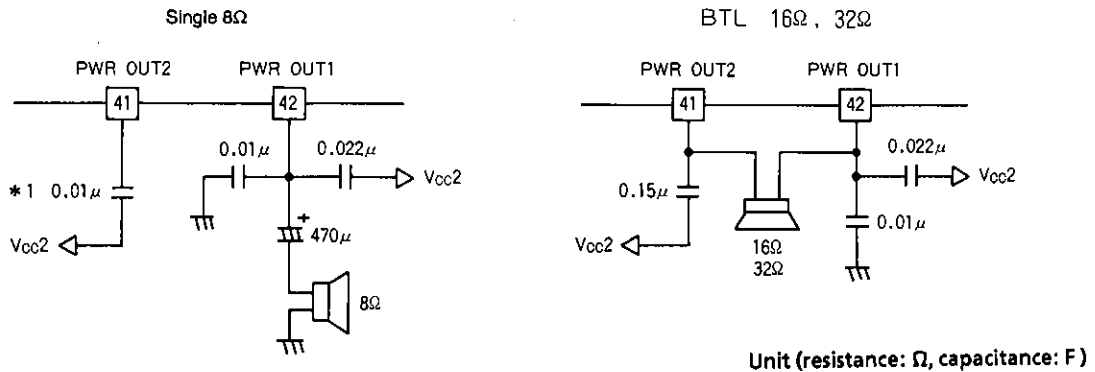 Single 8Ω
PWR OUT2
PWR OUT1
41
42
0.01μ
0.022μ
Vcc2
*1 0.01μ
Vcc2
+
470μ
8Ω
BTL 16Ω, 32Ω
PWR OUT2
PWR OUT1
41
42
0.022μ
Vcc2
0.15μ
0.01μ
Vcc2
16Ω
32Ω
Unit (resistance: Ω, capacitance: F)